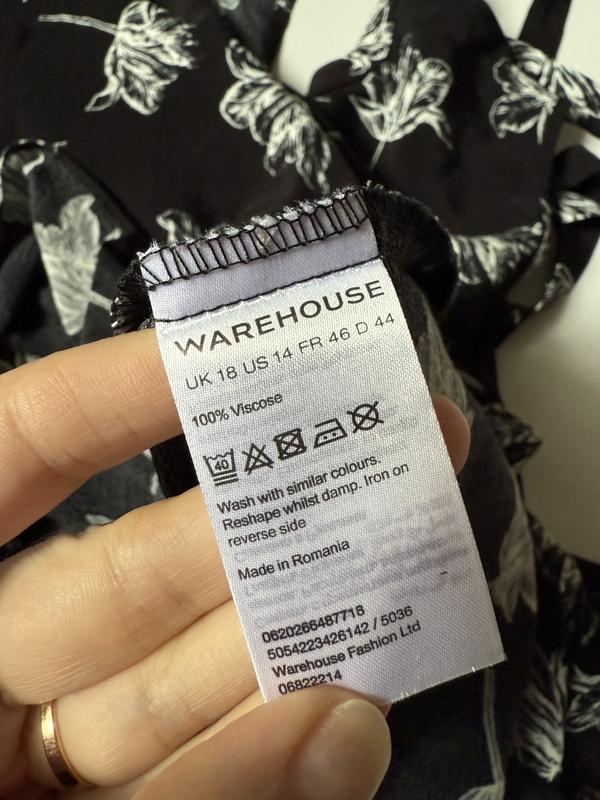 WAREHOUSE
UK 18 US 14 FR 46 D 44
100% Viscose
40
Wash with similar colours.
Reshape whilst damp. Iron on
reverse side
Made in Romania
0620266487718
5054223426142 / 5036
Warehouse Fashion Ltd
06822214